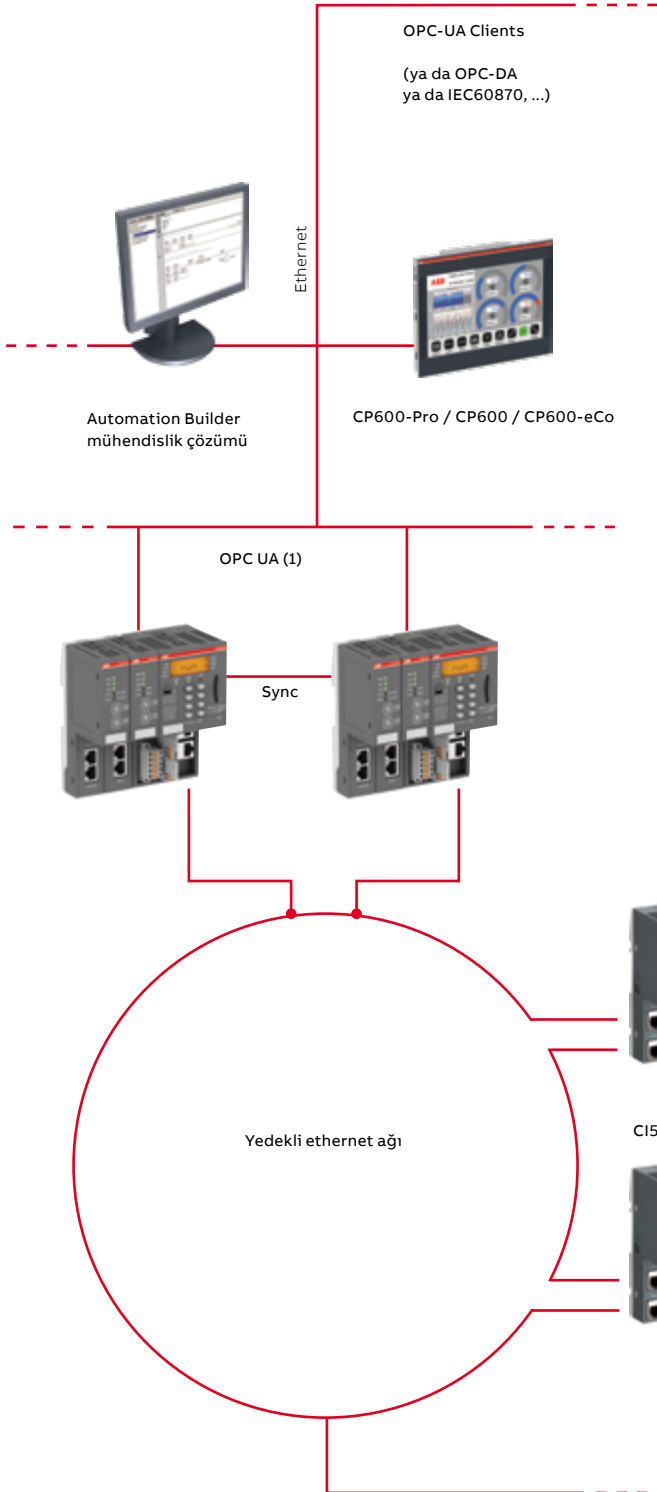 OPC-UA Clients
(ya da OPC-DA
ya da IEC60870, ...)
Ethernet
ABB
Automation Builder
mühendislik çözümü
CP600-Pro / CP600 / CP600-eCo
OPC UA (1)
Sync
Yedekli ethernet ağı
CI5